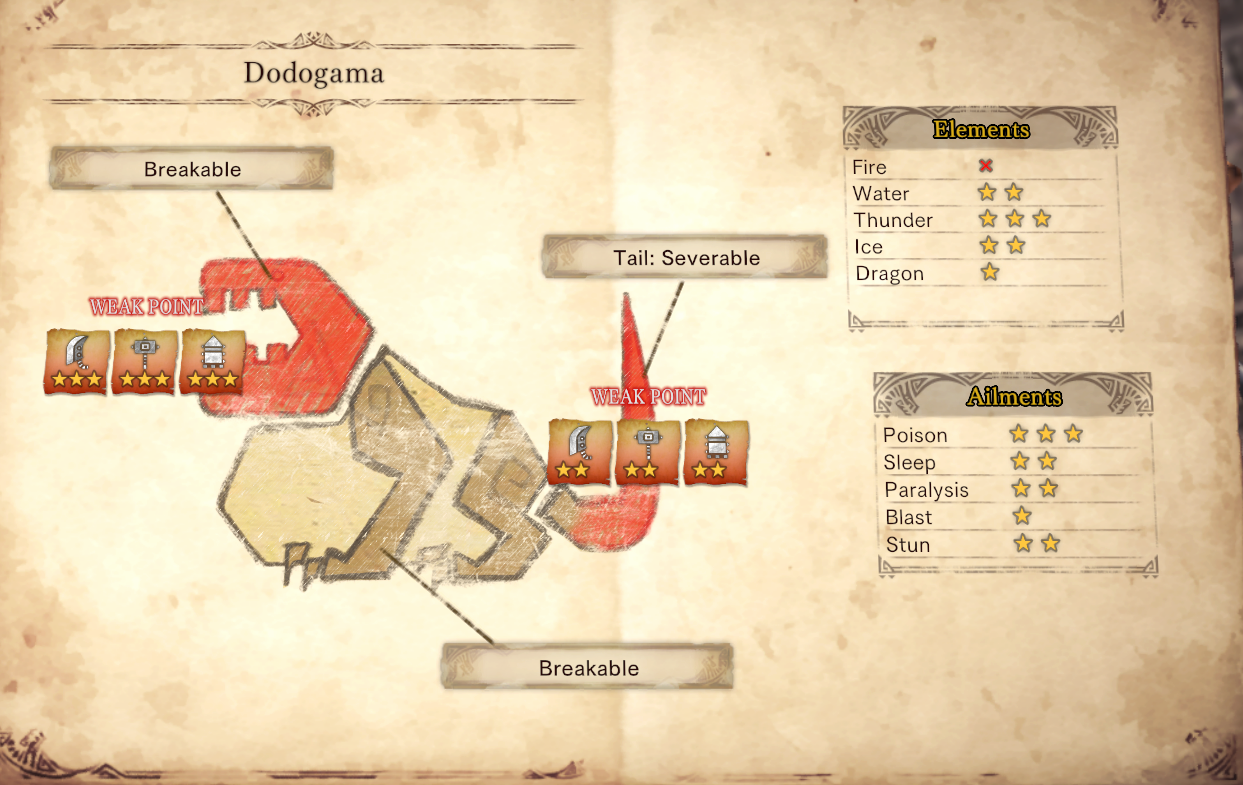 Dodogama
Breakable
WEAK POINT
Tail: Severable
WEAK POINT
Breakable
Elements
Fire
Water
Thunder
Ice
Dragon
Ailments
Poison
Sleep
Paralysis
Blast
Stun